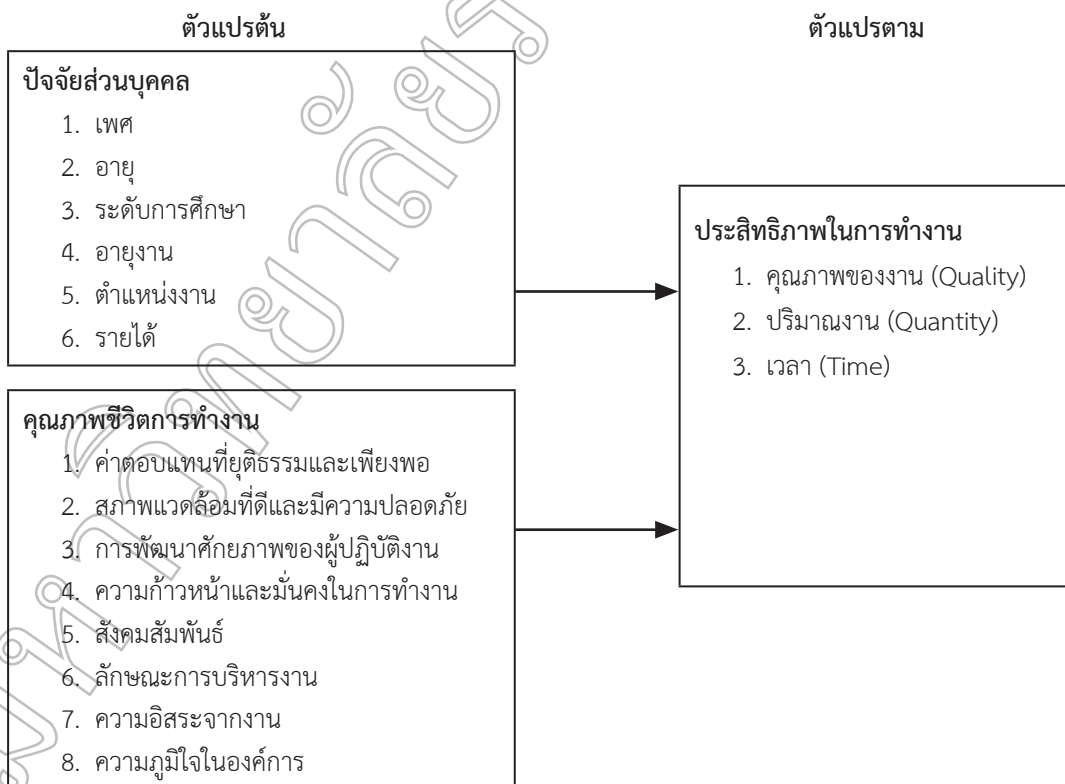 ตัวแปรต้น
ตัวแปรตาม
ปัจจัยส่วนบุคคล
1. เพศ
2. อายุ
3. ระดับการศึกษา
4. อายุงาน
5. ตำแหน่งงาน
6. รายได้
คุณภาพชีวิตการทำงาน
1. ค่าตอบแทนที่ยุติธรรมและเพียงพอ
2. สภาพแวดล้อมที่ดีและมีความปลอดภัย
3. การพัฒนาศักยภาพของผู้ปฏิบัติงาน
4. ความก้าวหน้าและมั่นคงในการทำงาน
5. สังคมสัมพันธ์
6. ลักษณะการบริหารงาน
7. ความอิสระจากงาน
8. ความภูมิใจในองค์การ
ประสิทธิภาพในการทำงาน
1. คุณภาพของงาน (Quality)
2. ปริมาณงาน (Quantity)
3. เวลา (Time)